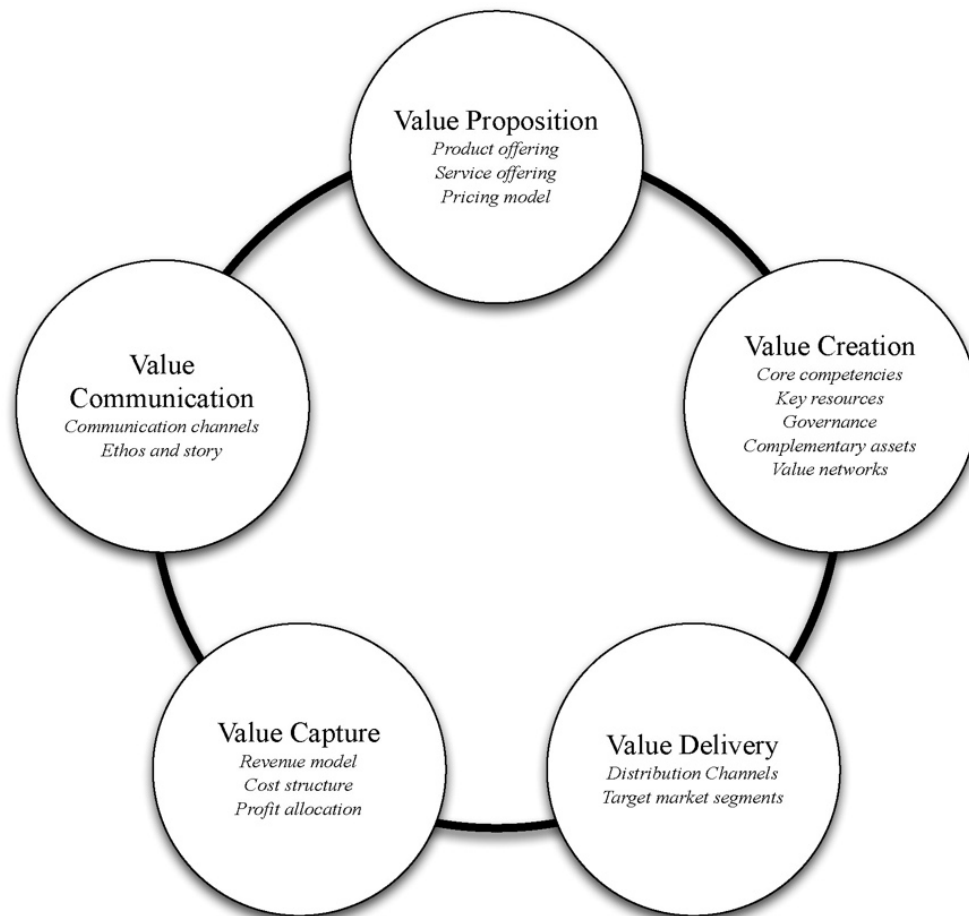 Value Proposition
Product offering
Service offering
Pricing model
Value Creation
Core competencies
Key resources
Governance
Complementary assets
Value networks
Value Delivery
Distribution Channels
Target market segments
Value Capture
Revenue model
Cost structure
Profit allocation
Value
Communication
Communication channels
Ethos and story